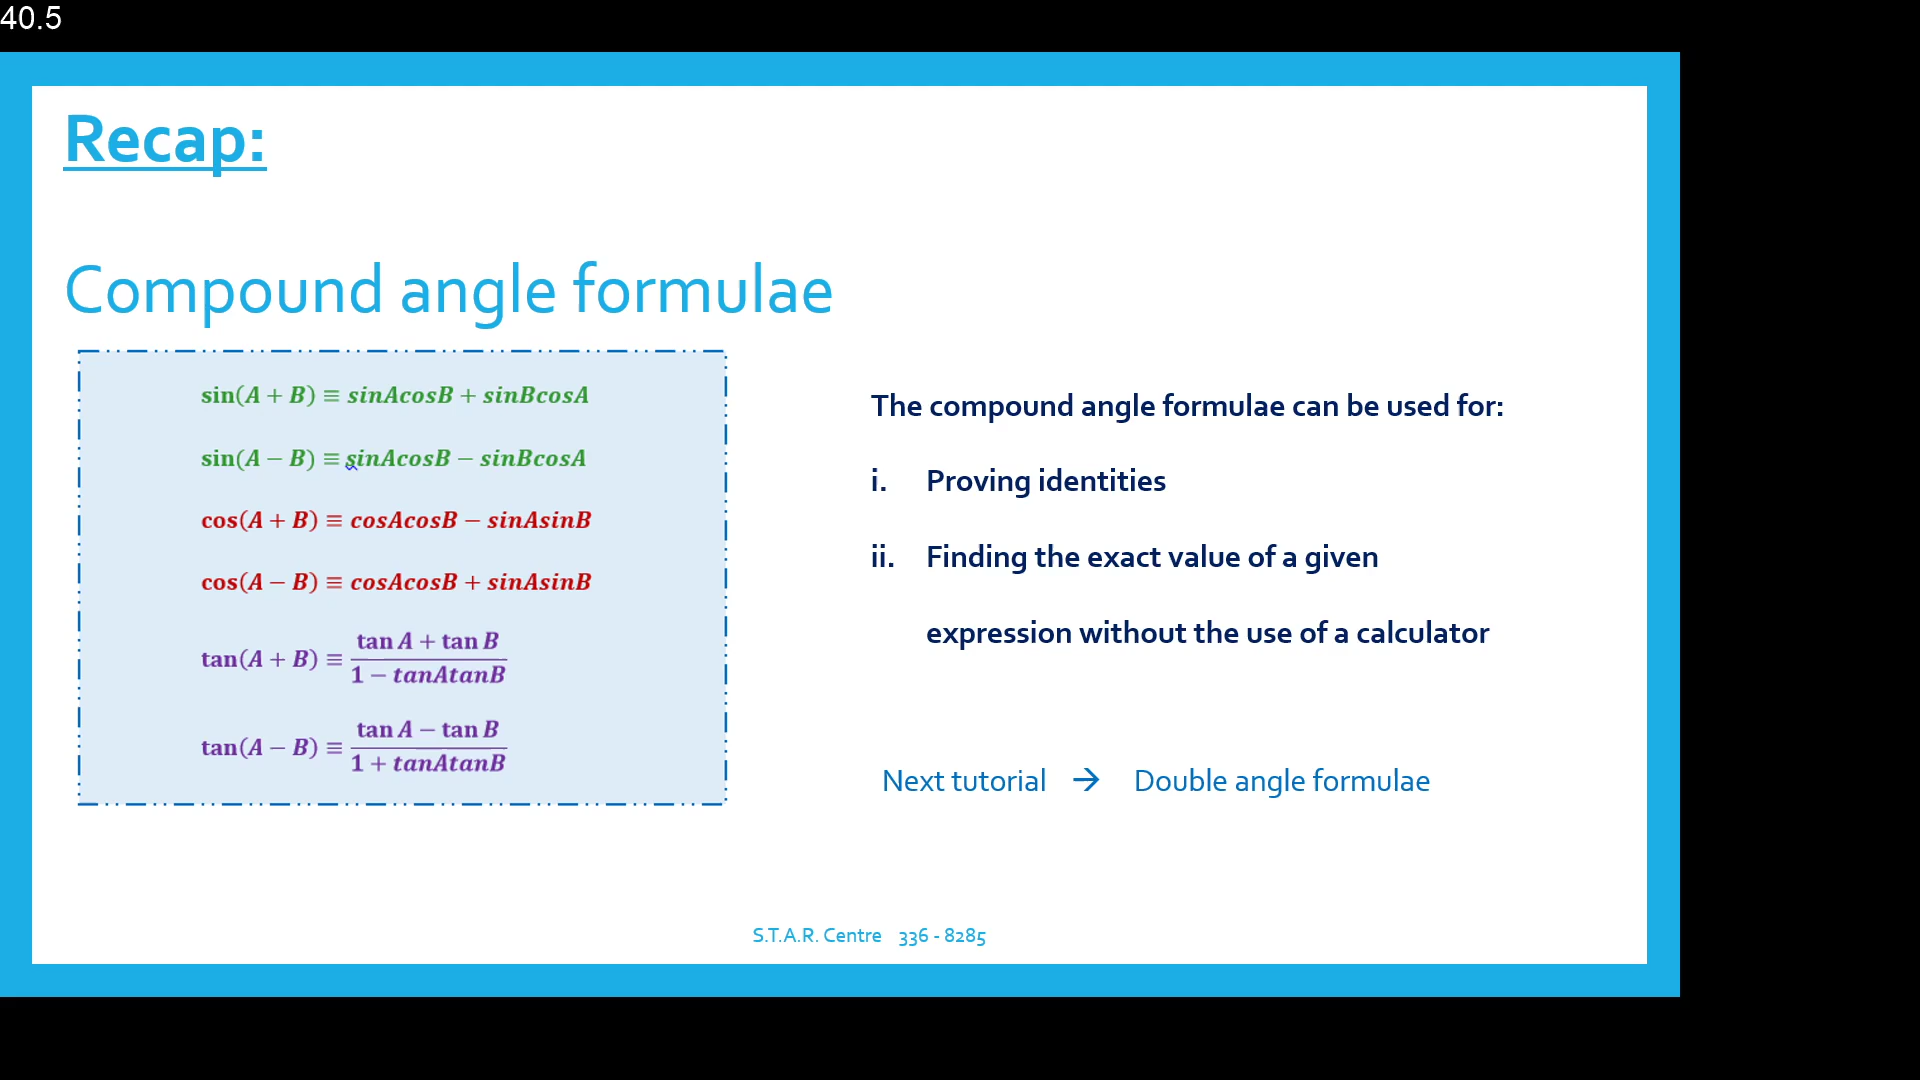 40.5
Recap:
Compound angle formulae
sin(A + B) ≡ sinAcosB + sinBcosA
sin(A − B) ≡ sinAcosB − sinBcosA
cos(A + B) ≡ cosAcosB − sinAsinB
cos(A − B) ≡ cosAcosB + sinAsinB
tan(A + B) ≡ (tan A + tan B) / (1 − tanAtanB)
tan(A − B) ≡ (tan A − tan B) / (1 + tanAtanB)
The compound angle formulae can be used for:
i. Proving identities
ii. Finding the exact value of a given
expression without the use of a calculator
Next tutorial → Double angle formulae
S.T.A.R. Centre 336 - 8285